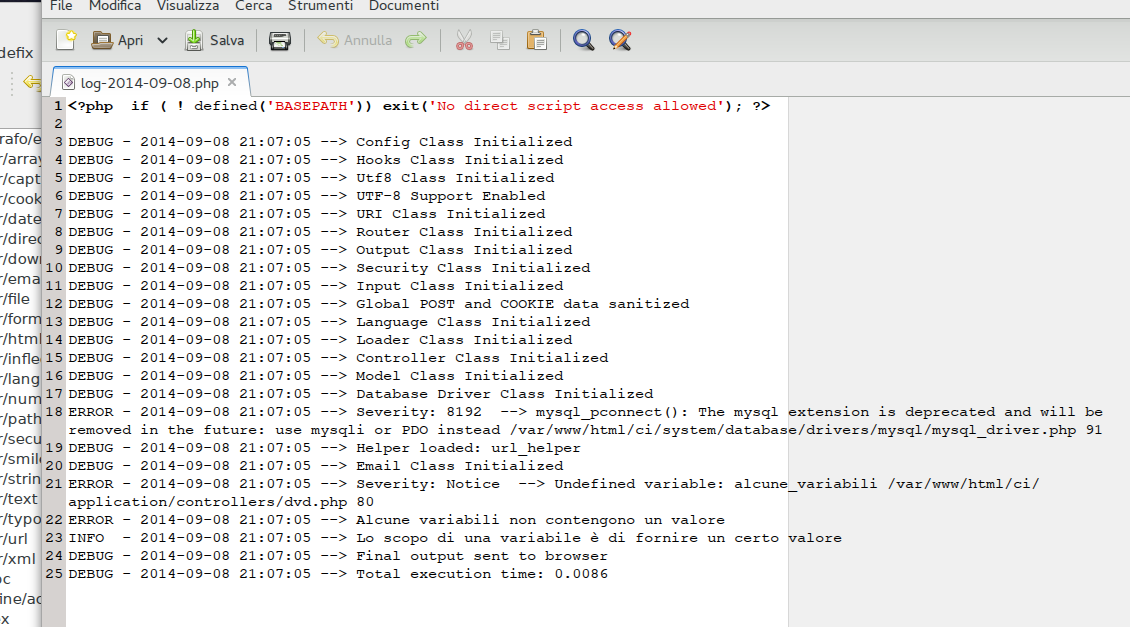 File Modifica Visualizza Cerca Strumenti Documenti
Apri Salva Annulla
defix
log-2014-09-08.php
1 <?php  if ( ! defined('BASEPATH')) exit('No direct script access allowed'); ?>
2
3 DEBUG - 2014-09-08 21:07:05 --> Config Class Initialized
4 DEBUG - 2014-09-08 21:07:05 --> Hooks Class Initialized
5 DEBUG - 2014-09-08 21:07:05 --> Utf8 Class Initialized
6 DEBUG - 2014-09-08 21:07:05 --> UTF-8 Support Enabled
7 DEBUG - 2014-09-08 21:07:05 --> URI Class Initialized
8 DEBUG - 2014-09-08 21:07:05 --> Router Class Initialized
9 DEBUG - 2014-09-08 21:07:05 --> Output Class Initialized
10 DEBUG - 2014-09-08 21:07:05 --> Security Class Initialized
11 DEBUG - 2014-09-08 21:07:05 --> Input Class Initialized
12 DEBUG - 2014-09-08 21:07:05 --> Global POST and COOKIE data sanitized
13 DEBUG - 2014-09-08 21:07:05 --> Language Class Initialized
14 DEBUG - 2014-09-08 21:07:05 --> Loader Class Initialized
15 DEBUG - 2014-09-08 21:07:05 --> Controller Class Initialized
16 DEBUG - 2014-09-08 21:07:05 --> Model Class Initialized
17 DEBUG - 2014-09-08 21:07:05 --> Database Driver Class Initialized
18 ERROR - 2014-09-08 21:07:05 --> Severity: 8192  --> mysql_pconnect(): The mysql extension is deprecated and will be
removed in the future: use mysqli or PDO instead /var/www/html/ci/system/database/drivers/mysql/mysql_driver.php 91
19 DEBUG - 2014-09-08 21:07:05 --> Helper loaded: url_helper
20 DEBUG - 2014-09-08 21:07:05 --> Email Class Initialized
21 ERROR - 2014-09-08 21:07:05 --> Severity: Notice  --> Undefined variable: alcune_variabili /var/www/html/ci/
application/controllers/dvd.php 80
22 ERROR - 2014-09-08 21:07:05 --> Alcune variabili non contengono un valore
23 INFO  - 2014-09-08 21:07:05 --> Lo scopo di una variabile è di fornire un certo valore
24 DEBUG - 2014-09-08 21:07:05 --> Final output sent to browser
25 DEBUG - 2014-09-08 21:07:05 --> Total execution time: 0.0086
rafo/e
r/array
r/capt
r/cook
r/date
r/direc
r/dow
r/ema
r/file
r/form
r/html
r/infle
r/lang
r/num
r/path
r/secu
r/smile
r/strin
r/text
r/typo
r/url
r/xml
oc
ine/ac
x